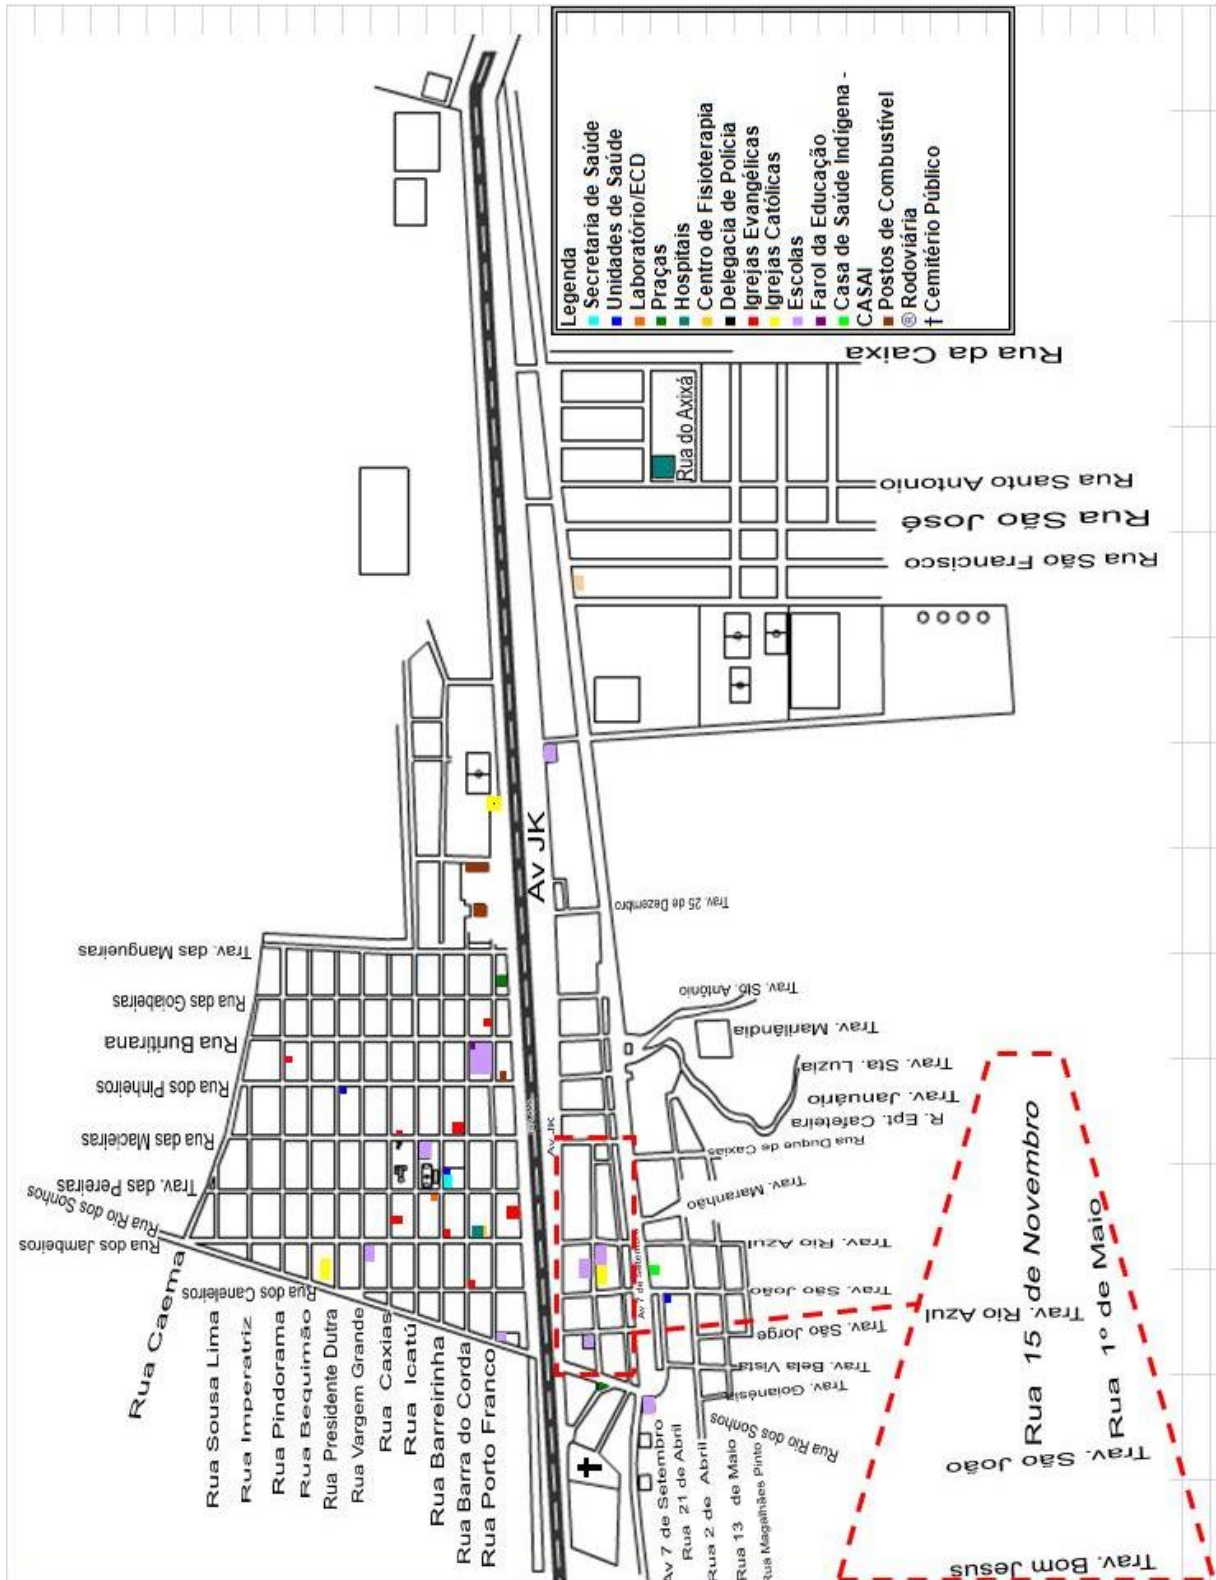 Legenda
Secretaria de Saúde
Unidades de Saúde
Laboratório/ECD
Praças
Hospitais
Centro de Fisioterapia
Delegacia de Polícia
Igrejas Evangélicas
Igrejas Católicas
Escolas
Farol da Educação
Casa de Saúde Indígena -
CASAI
Postos de Combustível
® Rodoviária
† Cemitério Público
Rua da Caixa
Rua do Axixá
Rua Santo Antonio
Rua São José
Rua São Francisco
Av JK
Trav. 25 de Dezembro
Trav. das Mangueiras
Rua das Goiabeiras
Rua Buritirana
Rua dos Pinheiros
Rua das Macieiras
Trav. das Pereiras
Rua Rio dos Sonhos
Rua dos Jambeiros
Rua dos Caneleiros
Rua Caema
Rua Sousa Lima
Rua Imperatriz
Rua Pindorama
Rua Bequimão
Rua Presidente Dutra
Rua Vargem Grande
Rua Caxias
Rua Icatú
Rua Barreirinha
Rua Barra do Corda
Rua Porto Franco
Av JK
Trav. Stó. Antônio
Trav. Marilândia
Trav. Sta. Luzia
Trav. Januário
R. Ept. Cafeteira
Rua Duque de Caxias
Trav. Maranhão
Trav. Rio Azul
Trav. São João
Trav. São Jorge
Trav. Bela Vista
Trav. Goianésia
Rua Rio dos Sonhos
Av 7 de Setembro
Av 7 de Setembro
Rua 21 de Abril
Rua 2 de Abril
Rua 13 de Maio
Rua Magalhães Pinto
Rua 15 de Novembro
Rua 1º de Maio
Trav. Rio Azul
Trav. São João
Trav. Bom Jesus